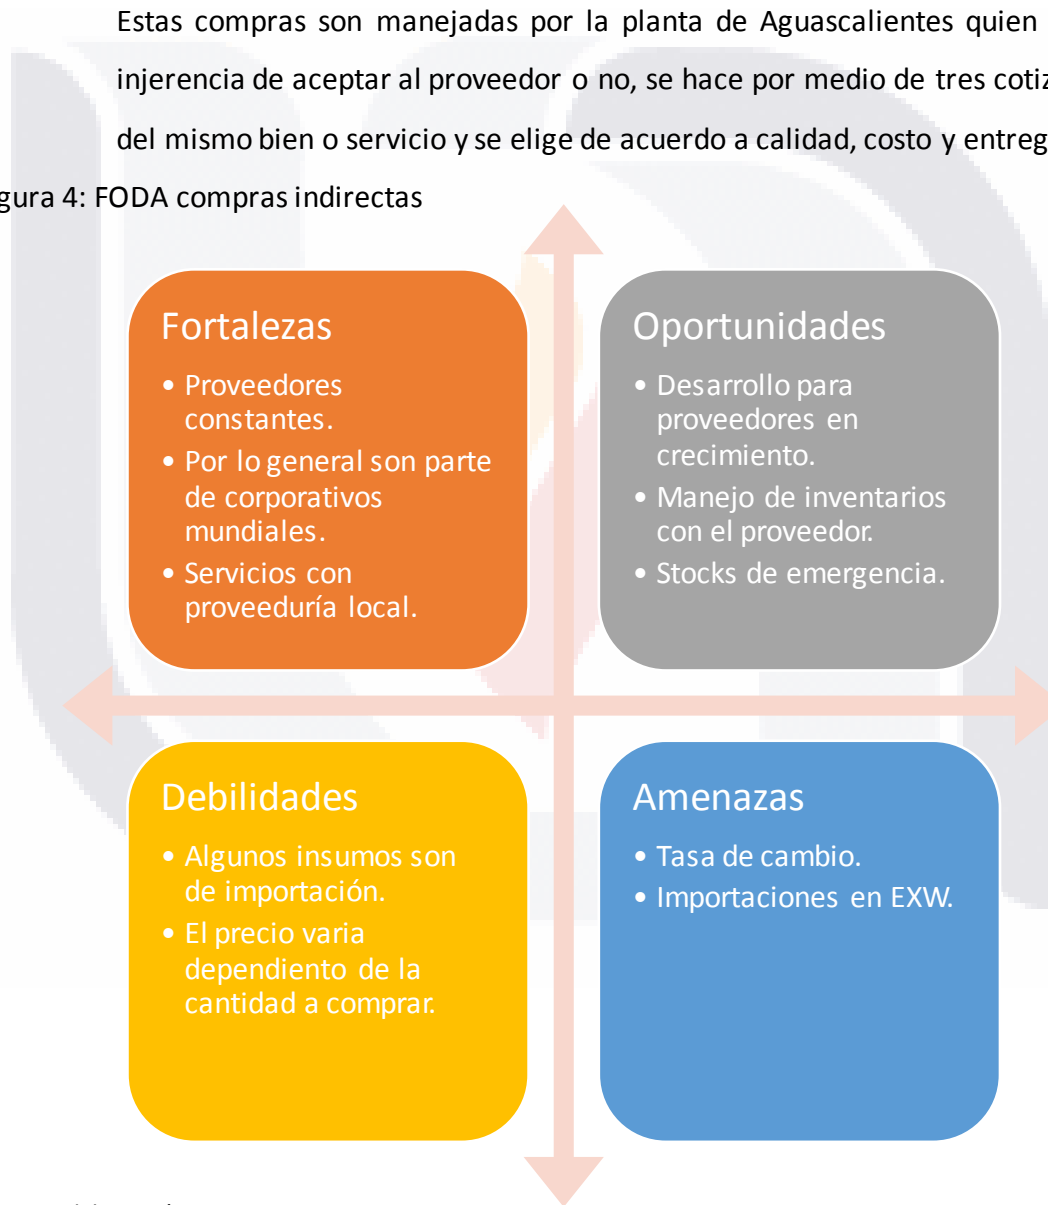 Estas compras son manejadas por la planta de Aguascalientes quien
injerencia de aceptar al proveedor o no, se hace por medio de tres
del mismo bien o servicio y se elige de acuerdo a calidad, costo y
4: FODA compras indirectas
Fortalezas
• Proveedores
constantes.
• Por lo general son parte
de corporativos
mundiales.
• Servicios con
proveeduría local.
Oportunidades
• Desarrollo para
proveedores en
crecimiento.
• Manejo de inventarios
con el proveedor.
• Stocks de emergencia.
Debilidades
• Algunos insumos son
de importación.
• El precio varia
dependiento de la
cantidad a comprar.
Amenazas
• Tasa de cambio.
• Importaciones en EXW.